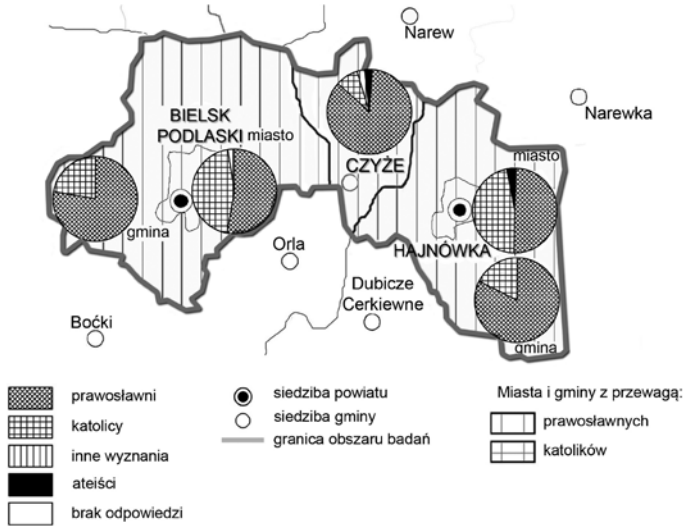 Narew
Narewka
BIELSK
PODLASKI
miasto
CZYŻE
miasto
gmina
Orla
HAJNÓWKA
Dubicze
Cerkiewne
Boćki
gmina
prawosławni
katolicy
inne wyznania
ateiści
brak odpowiedzi
siedziba powiatu
siedziba gminy
granica obszaru badań
Miasta i gminy z przewagą:
prawosławnych
katolików